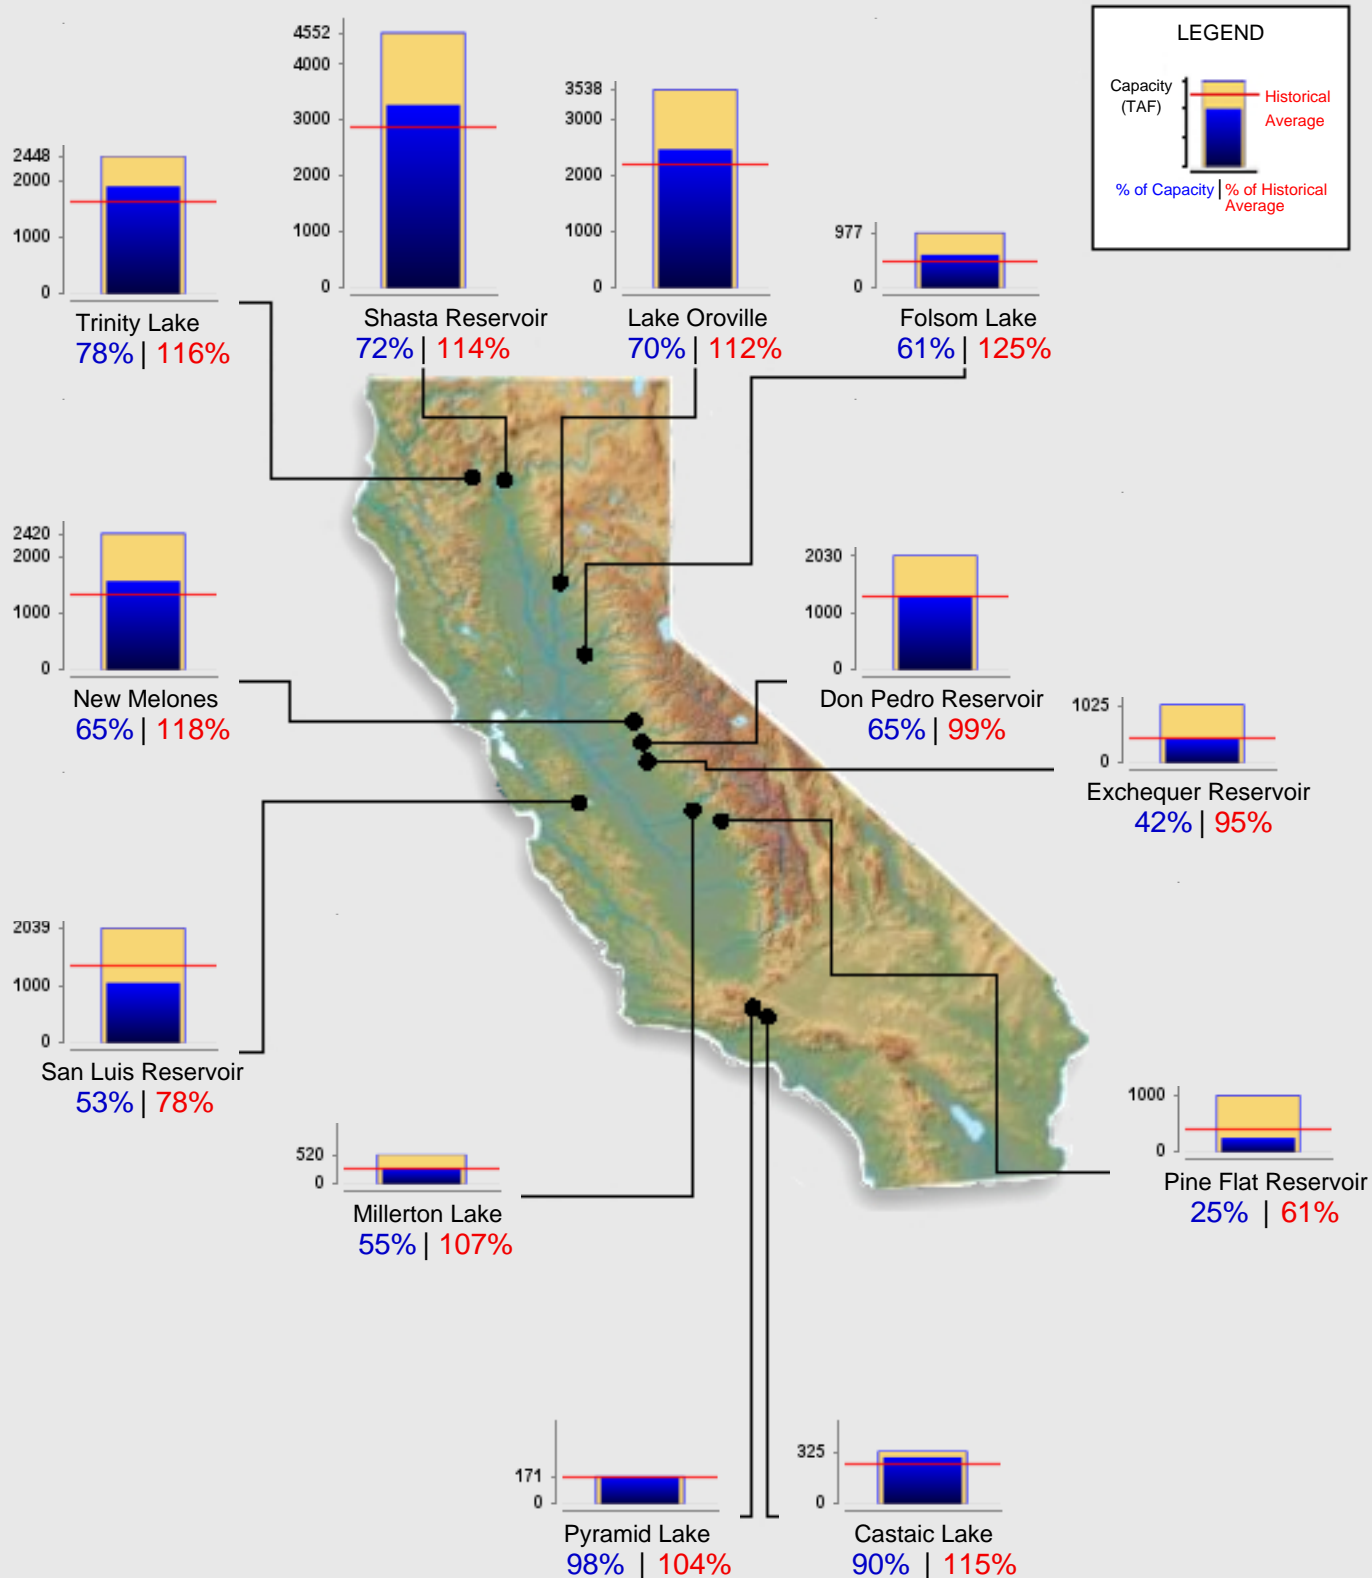 LEGEND
Capacity
(TAF)
Historical
Average
% of Capacity | % of Historical
Average
4552
4000
3000
2000
1000
0
Shasta Reservoir
72% | 114%
3538
3000
2000
1000
0
Lake Oroville
70% | 112%
2448
2000
1000
0
Trinity Lake
78% | 116%
977
0
Folsom Lake
61% | 125%
2420
2000
1000
0
New Melones
65% | 118%
2030
1000
0
Don Pedro Reservoir
65% | 99%
1025
0
Exchequer Reservoir
42% | 95%
2039
1000
0
San Luis Reservoir
53% | 78%
520
0
Millerton Lake
55% | 107%
1000
0
Pine Flat Reservoir
25% | 61%
171
0
Pyramid Lake
98% | 104%
325
0
Castaic Lake
90% | 115%